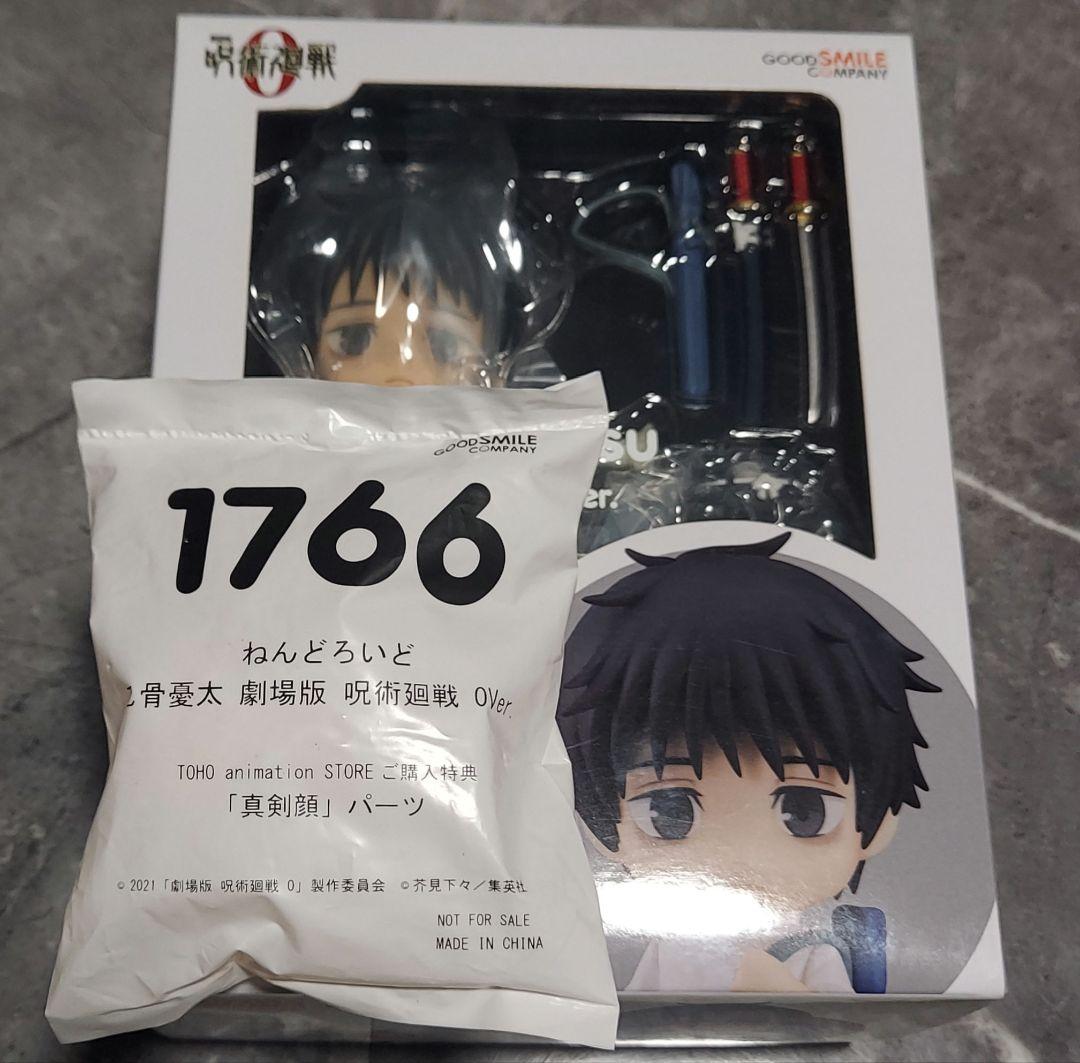 呪術廻戦
0
GOOD SMILE
COMPANY
GOOD SMILE
COMPANY
1766
ねんどろいど
骨憂太 劇場版 呪術廻戦 0Ver.
TOHO animation STORE ご購入特典
「真剣顔」パーツ
© 2021「劇場版 呪術廻戦 0」製作委員会 ©芥見下々／集英社
NOT FOR SALE
MADE IN CHINA